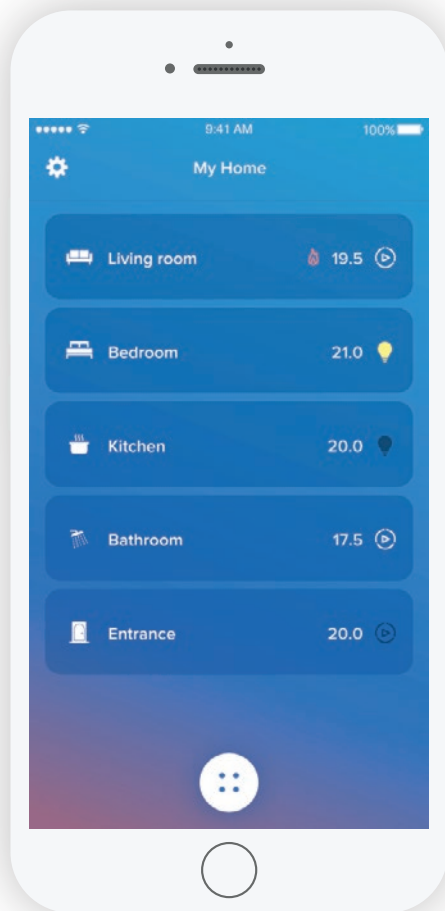 9:41 AM 100%
My Home
Living room 19.5
Bedroom 21.0
Kitchen 20.0
Bathroom 17.5
Entrance 20.0